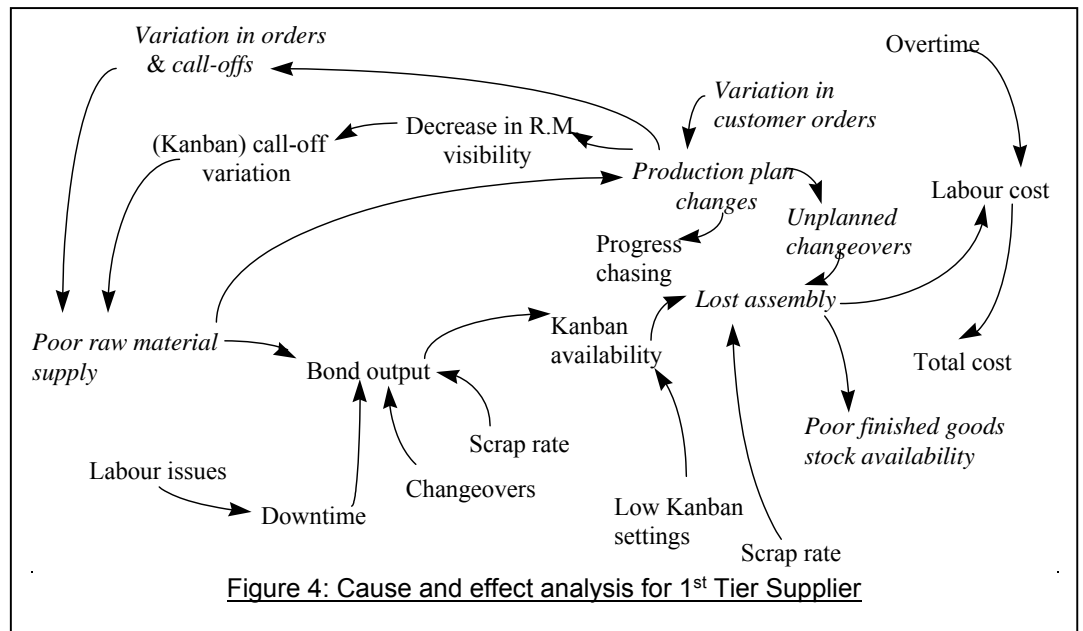 Variation in orders
& call-offs
Overtime
Variation in
customer orders
(Kanban) call-off
variation
Decrease in R.M
visibility
Production plan
changes
Labour cost
Unplanned
changeovers
Progress
chasing
Lost assembly
Poor raw material
supply
Kanban
availability
Total cost
Bond output
Poor finished goods
stock availability
Scrap rate
Labour issues
Changeovers
Downtime
Low Kanban
settings
Scrap rate
Figure 4: Cause and effect analysis for 1st Tier Supplier